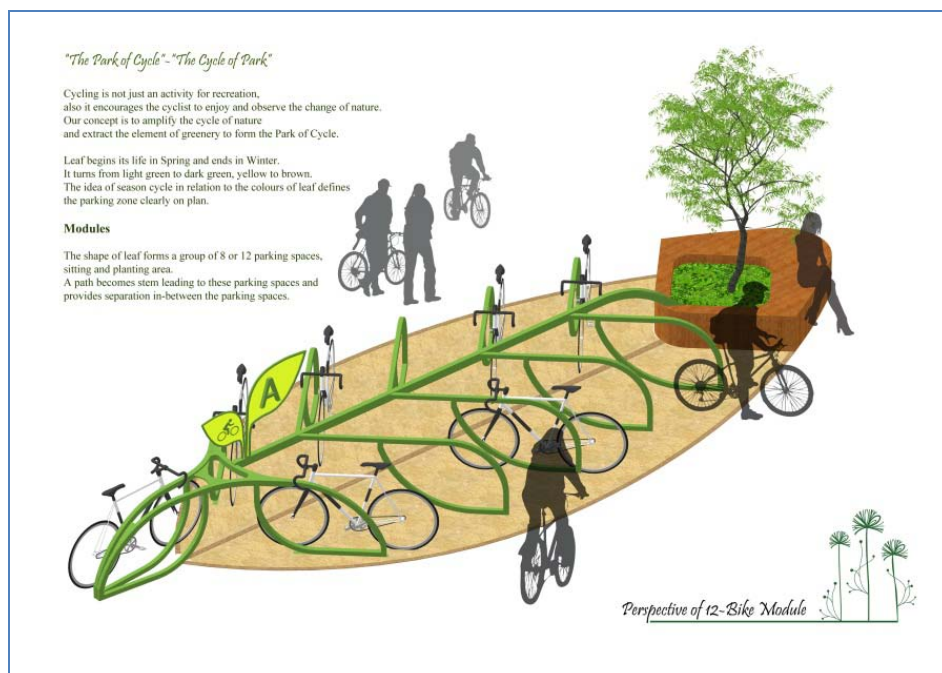 "The Park of Cycle"-"The Cycle of Park"
Cycling is not just an activity for recreation,
also it encourages the cyclist to enjoy and observe the change of nature.
Our concept is to amplify the cycle of nature
and extract the element of greenery to form the Park of Cycle.
Leaf begins its life in Spring and ends in Winter.
It turns from light green to dark green, yellow to brown.
The idea of season cycle in relation to the colours of leaf defines
the parking zone clearly on plan.
Modules
The shape of leaf forms a group of 8 or 12 parking spaces,
sitting and planting area.
A path becomes stem leading to these parking spaces and
provides separation in-between the parking spaces.
A
Perspective of 12-Bike Module